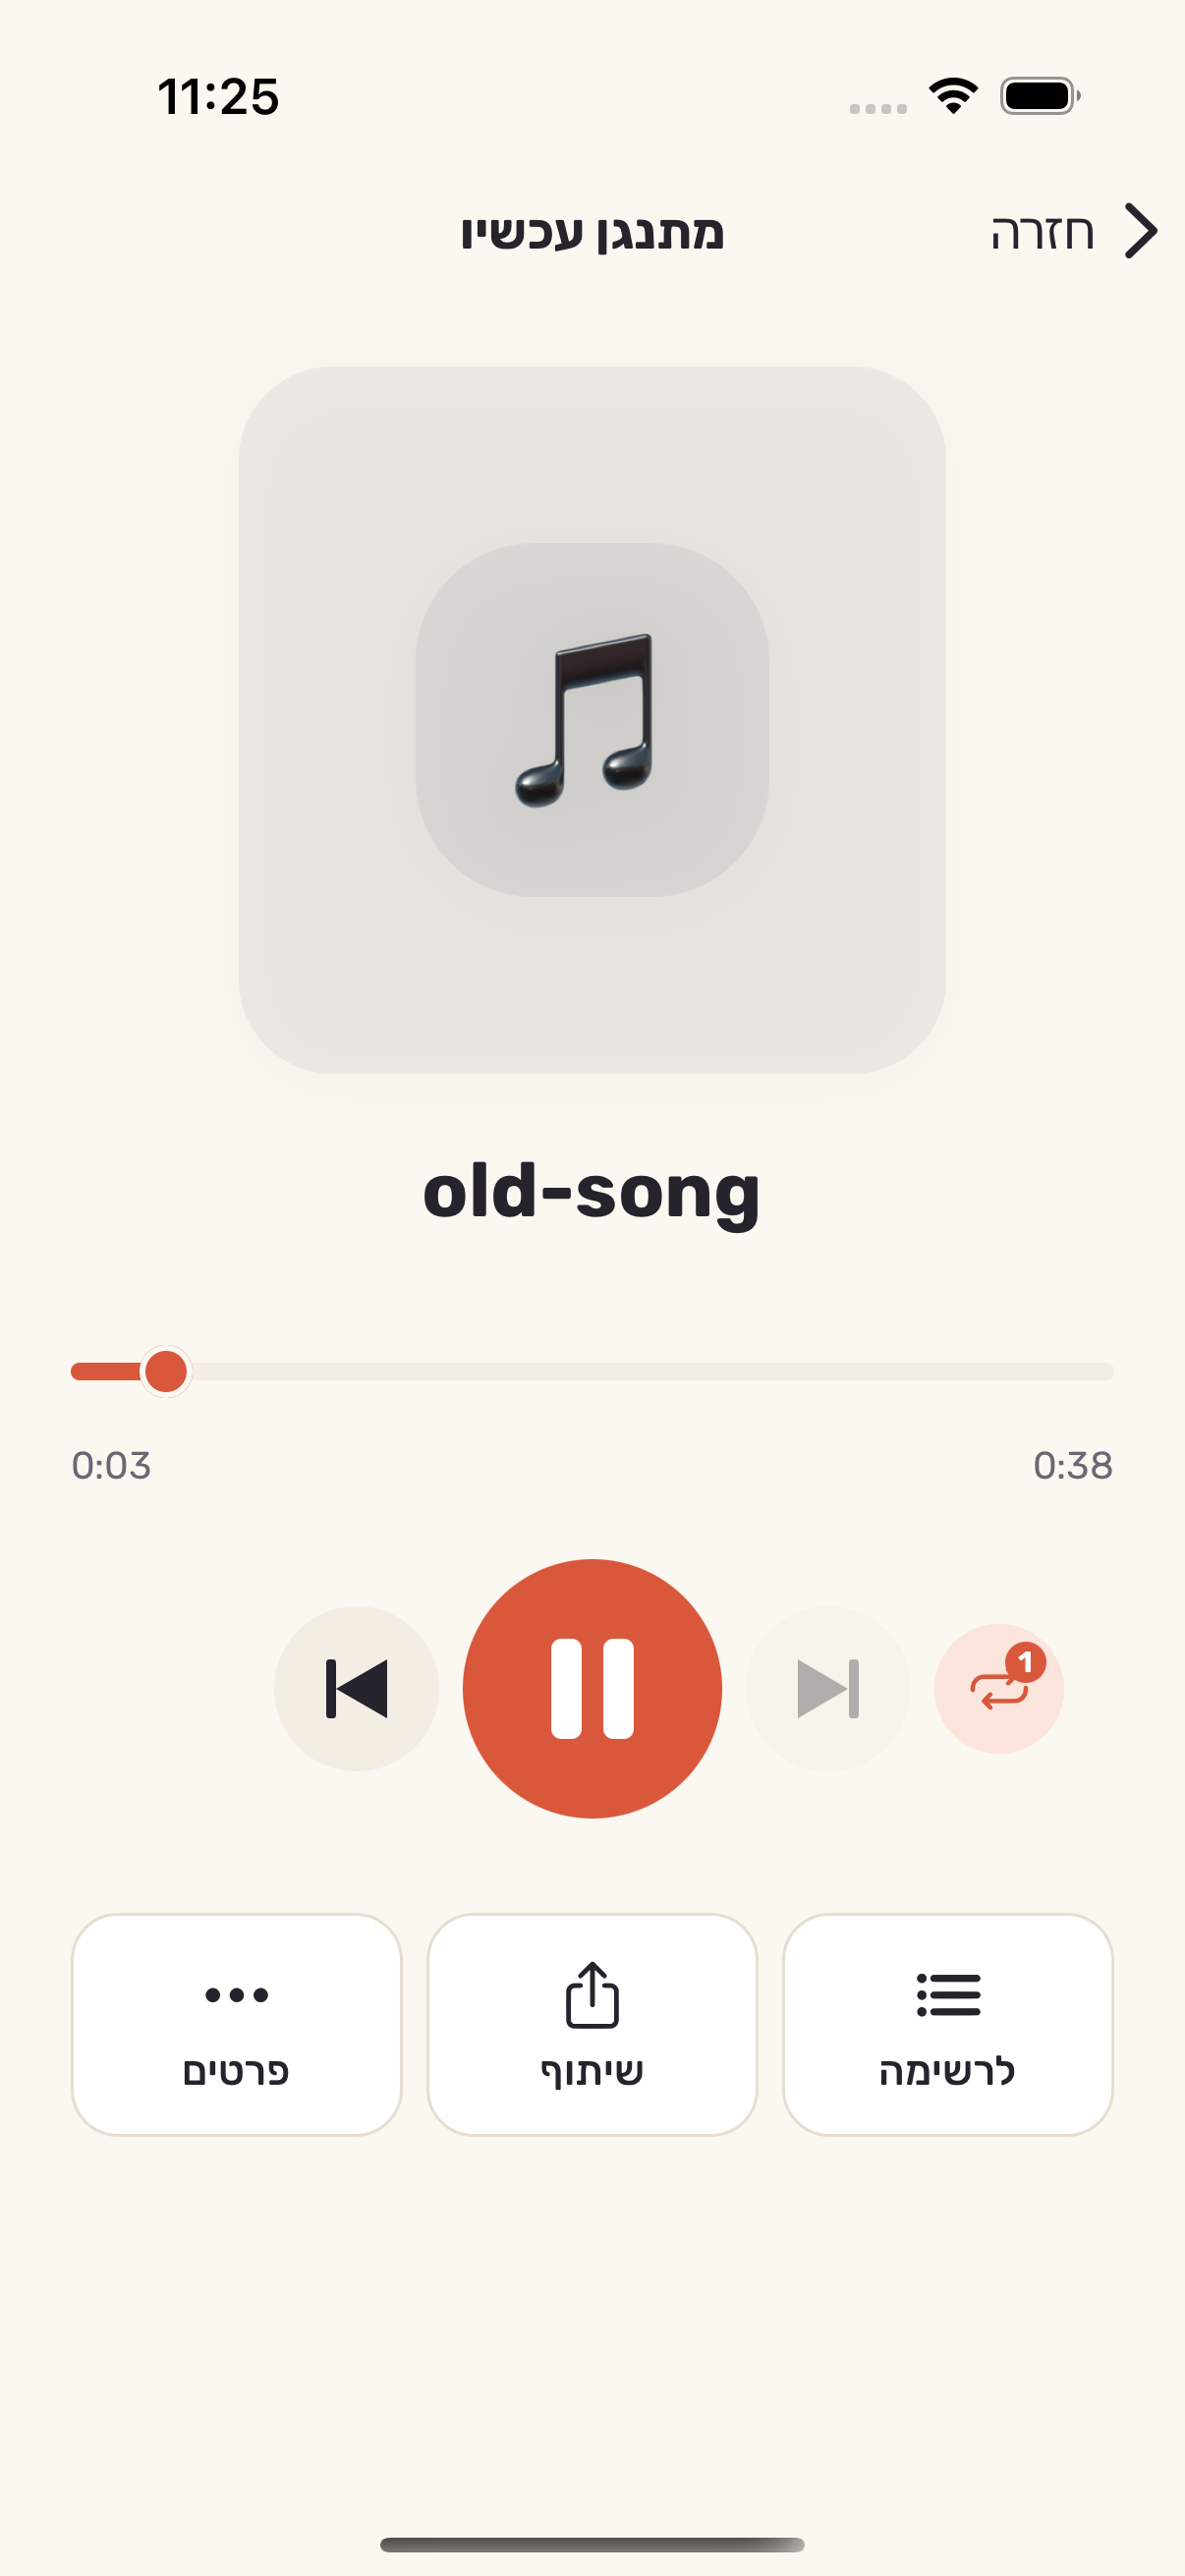 11:25
חזרה
מתנגן עכשיו
old-song
0:03
0:38
1
לרשימה
שיתוף
פרטים